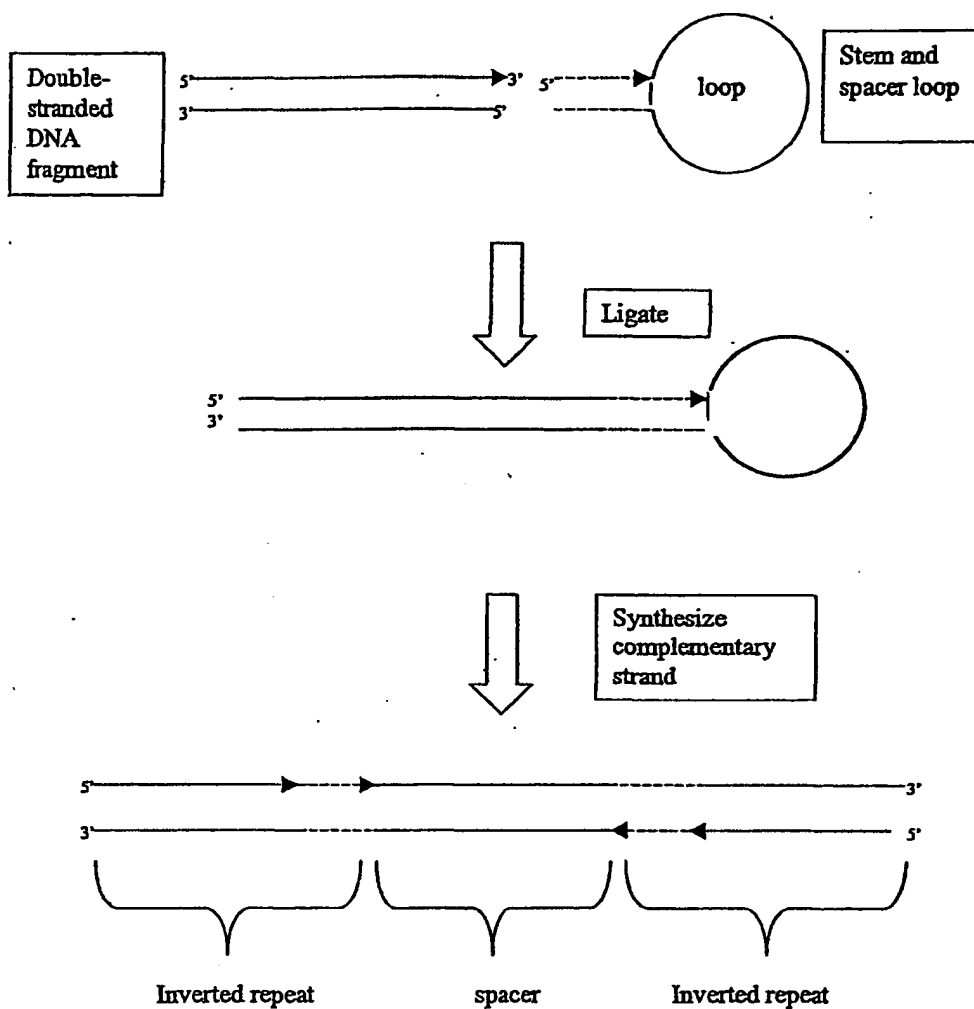 Double-
stranded
DNA
fragment
5' 3' 5'
3' 5'
loop
Stem and
spacer loop
Ligate
5'
3'
Synthesize
complementary
strand
5' 3'
3' 5'
Inverted repeat spacer Inverted repeat